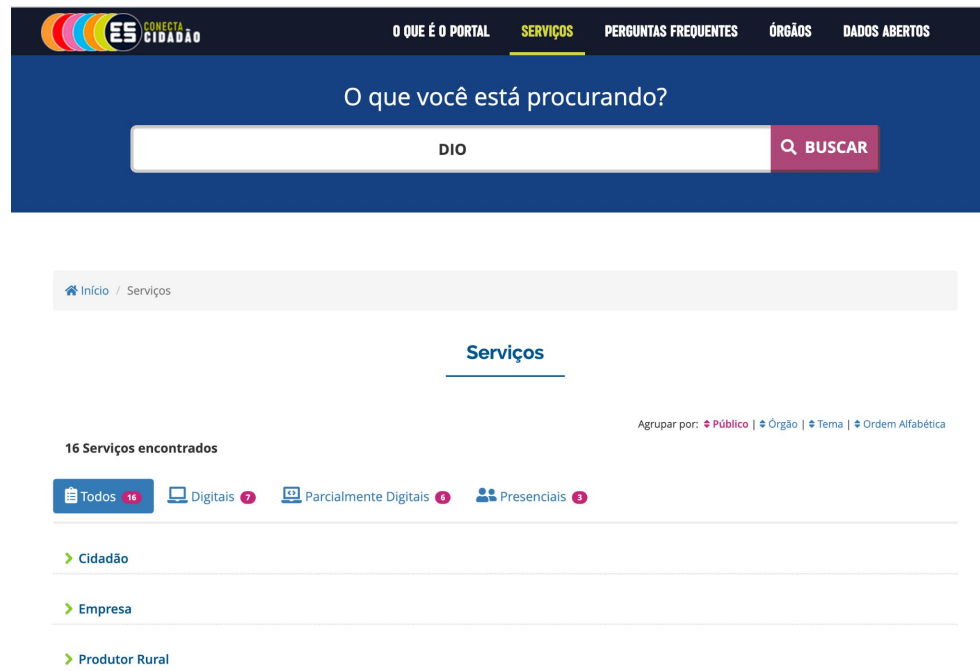 ES CONECTA CIDADÃO
O QUE É O PORTAL SERVIÇOS PERGUNTAS FREQUENTES ÓRGÃOS DADOS ABERTOS
O que você está procurando?
DIO BUSCAR
Início / Serviços
Serviços
Agrupar por: Público | Órgão | Tema | Ordem Alfabética
16 Serviços encontrados
Todos 16 Digitais 7 Parcialmente Digitais 6 Presenciais 3
Cidadão
Empresa
Produtor Rural